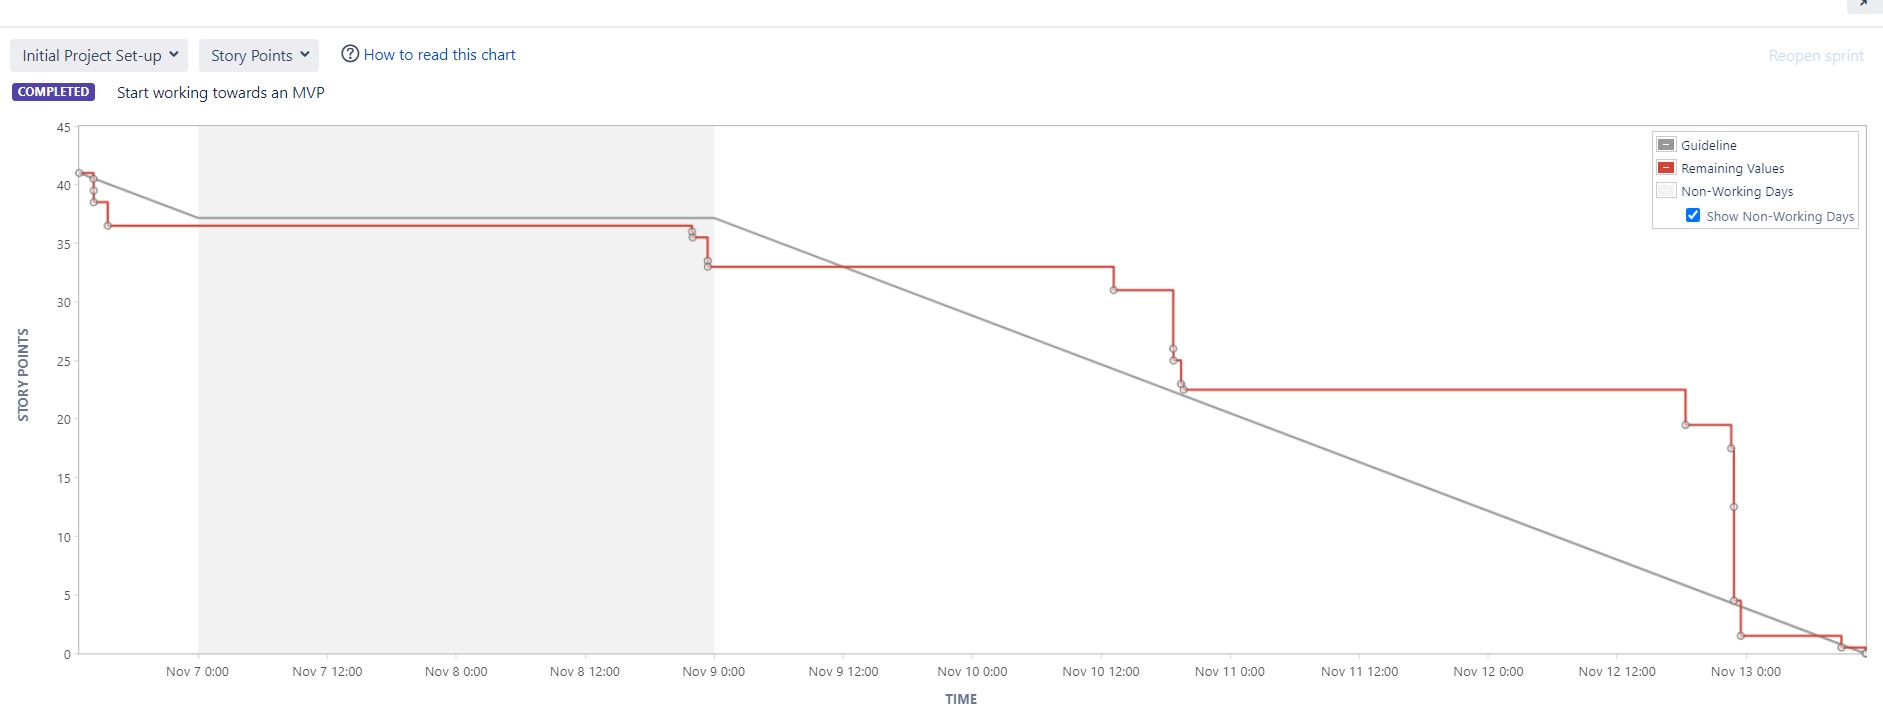 Initial Project Set-up Story Points ? How to read this chart Reopen sprint
COMPLETED Start working towards an MVP
45
40
35
30
25
20
15
10
5
0
STORY POINTS
Guideline
Remaining Values
Non-Working Days
Show Non-Working Days
Nov 7 0:00 Nov 7 12:00 Nov 8 0:00 Nov 8 12:00 Nov 9 0:00 Nov 9 12:00 Nov 10 0:00 Nov 10 12:00 Nov 11 0:00 Nov 11 12:00 Nov 12 0:00 Nov 12 12:00 Nov 13 0:00
TIME